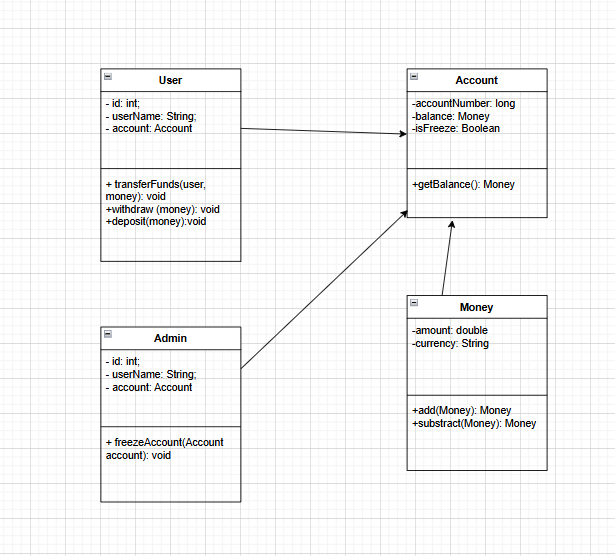 User
- id: int;
- userName: String;
- account: Account
+ transferFunds(user,
money): void
+withdraw (money): void
+deposit(money):void
Account
-accountNumber: long
-balance: Money
-isFreeze: Boolean
+getBalance(): Money
Admin
- id: int;
- userName: String;
- account: Account
+ freezeAccount(Account
account): void
Money
-amount: double
-currency: String
+add(Money): Money
+substract(Money): Money